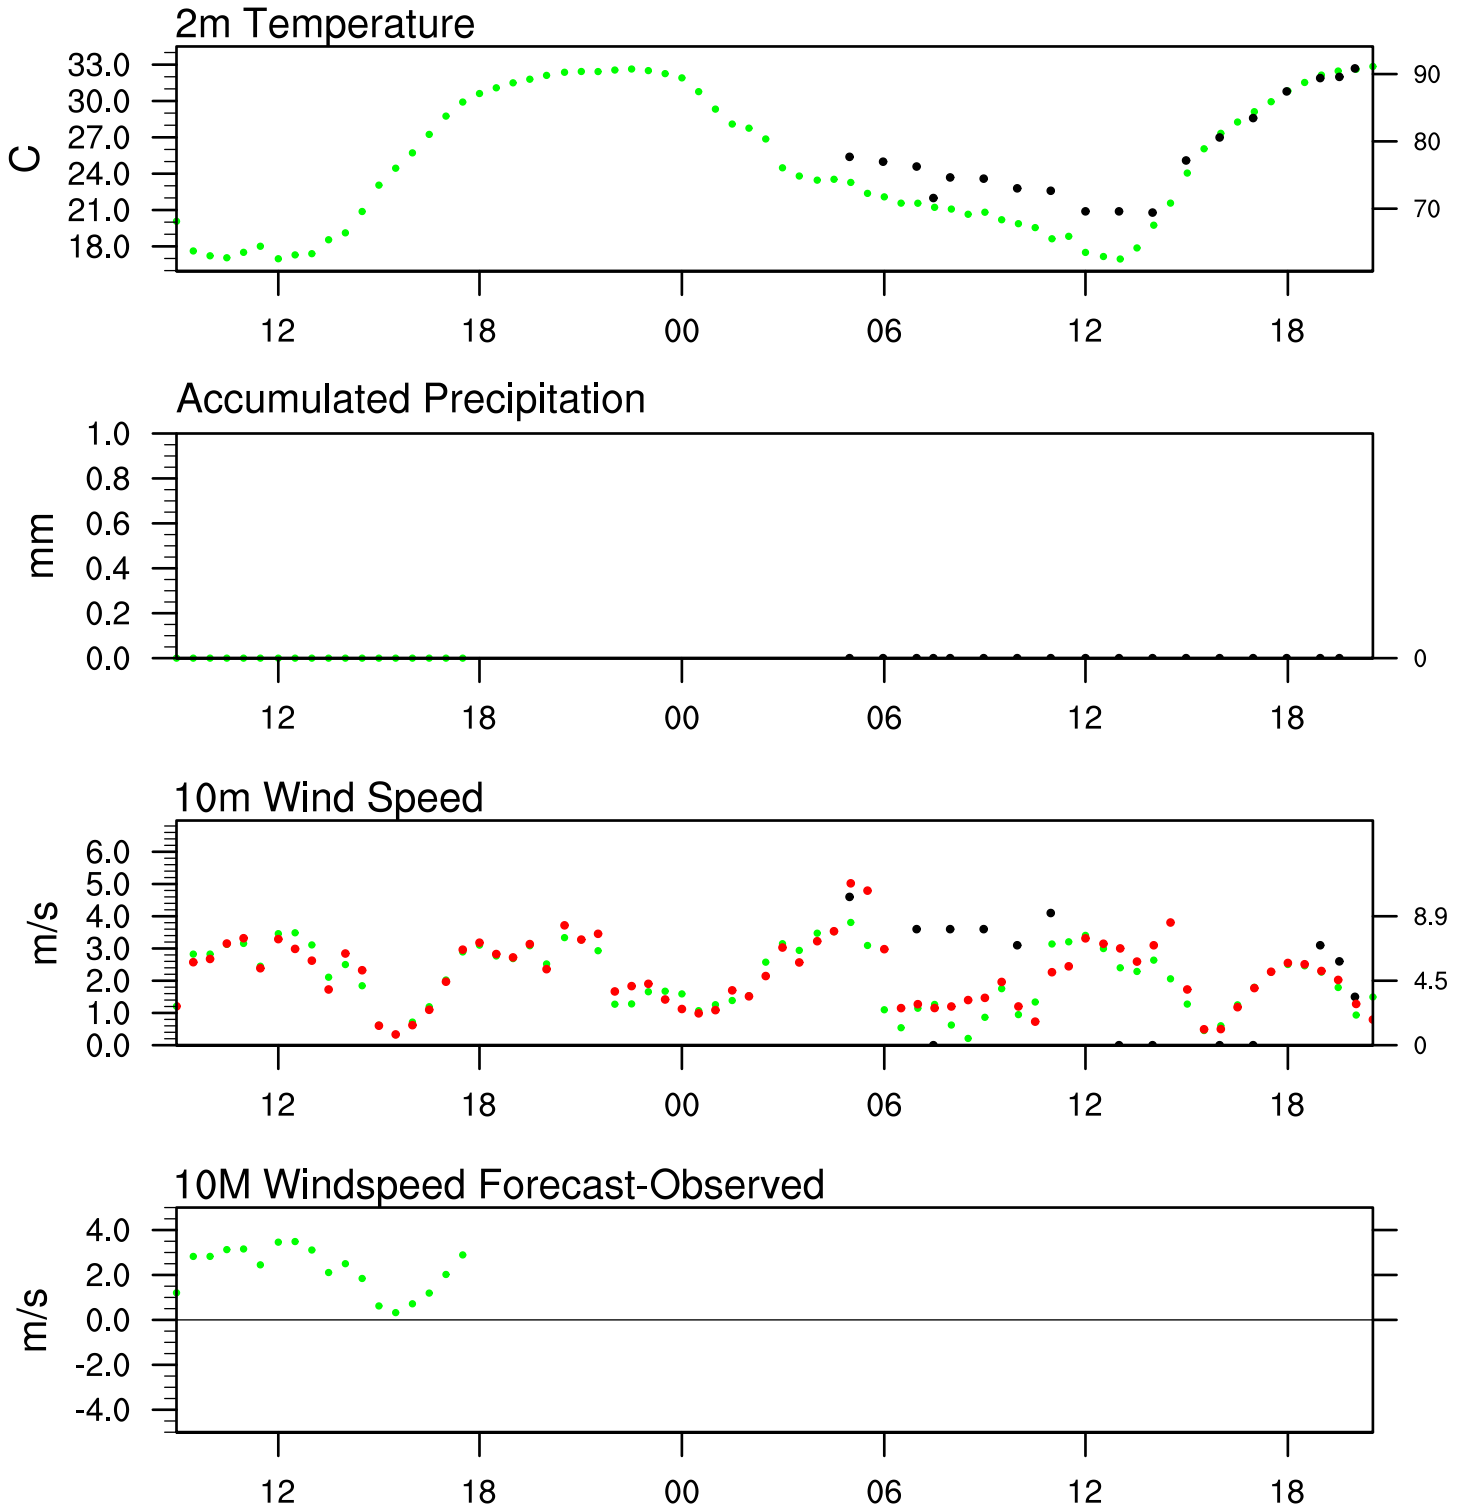 2m Temperature
33.0
30.0
27.0
24.0
21.0
18.0
C
90
80
70
12 18 00 06 12 18
Accumulated Precipitation
1.0
0.8
0.6
0.4
0.2
0.0
mm
0
12 18 00 06 12 18
10m Wind Speed
6.0
5.0
4.0
3.0
2.0
1.0
0.0
m/s
8.9
4.5
0
12 18 00 06 12 18
10M Windspeed Forecast-Observed
4.0
2.0
0.0
-2.0
-4.0
m/s
12 18 00 06 12 18